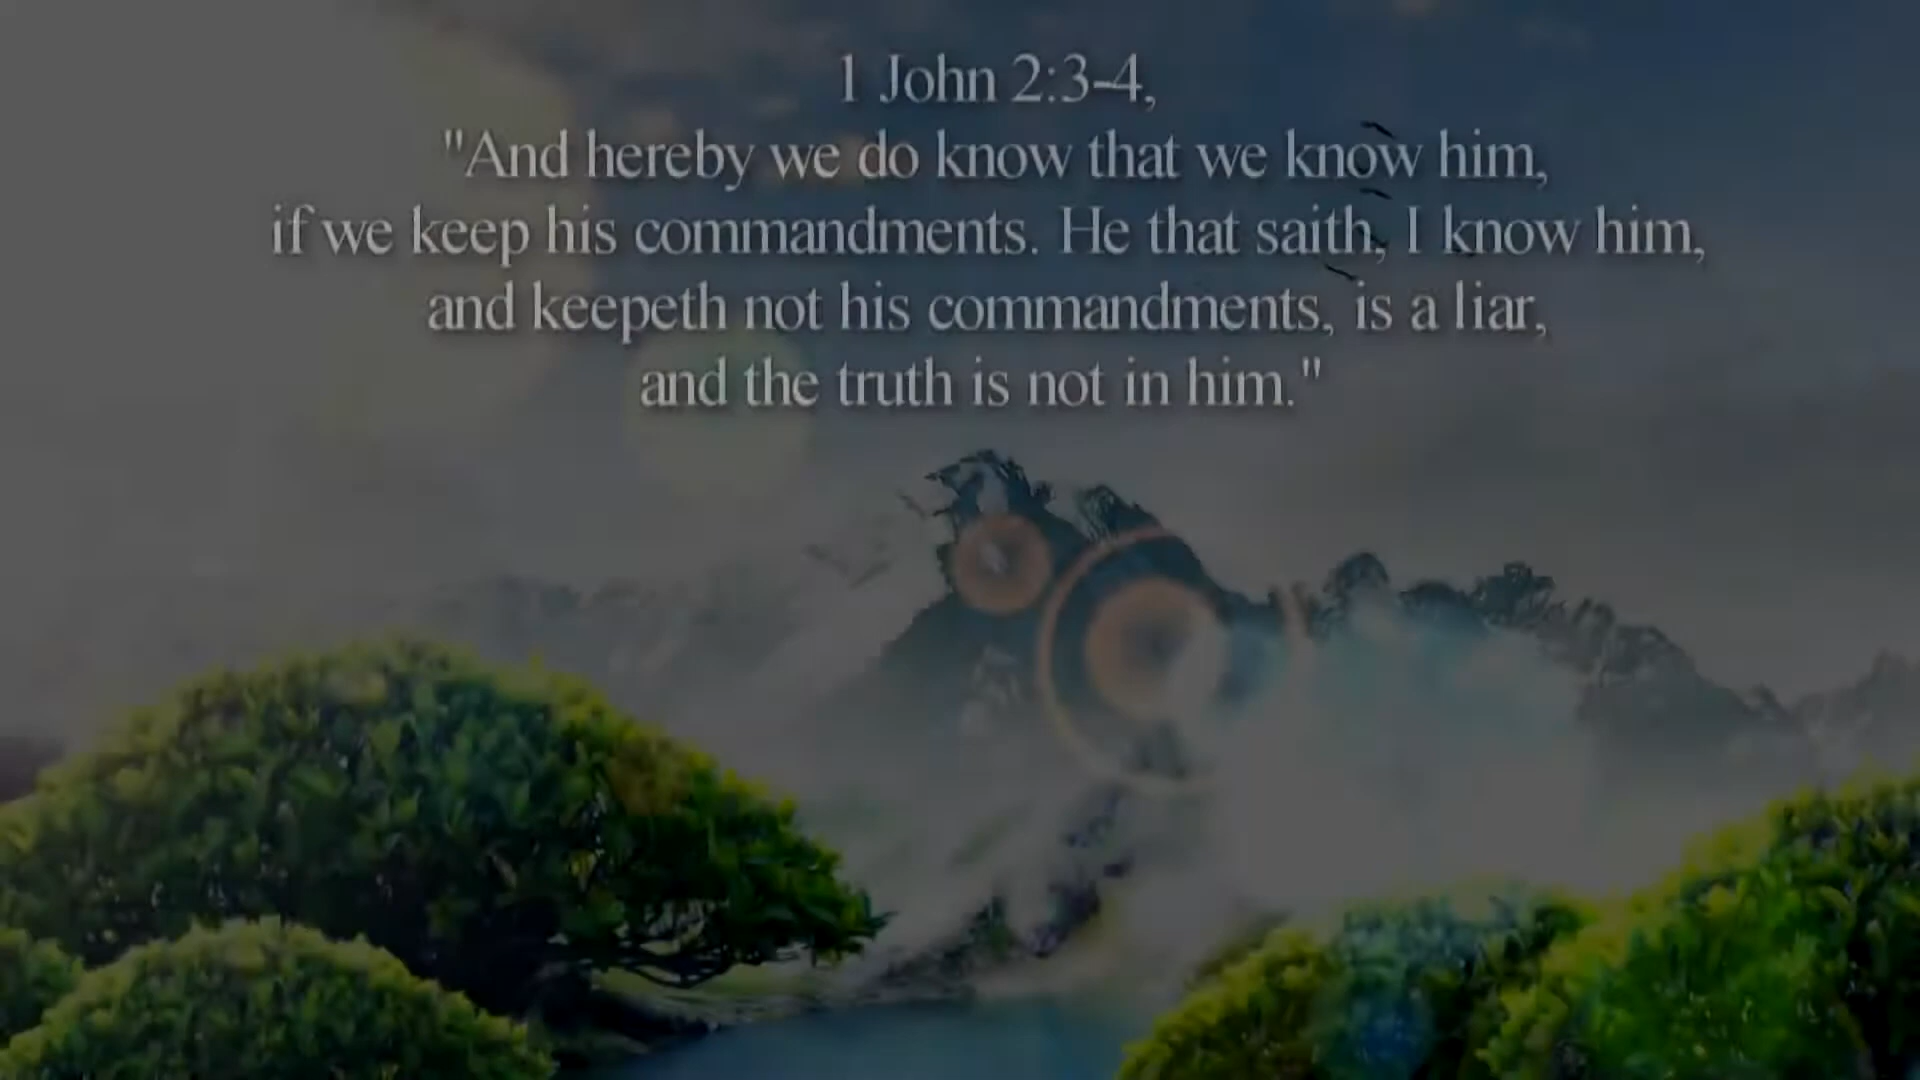 1 John 2:3-4,
"And hereby we do know that we know him,
if we keep his commandments. He that saith, I know him,
and keepeth not his commandments, is a liar,
and the truth is not in him."